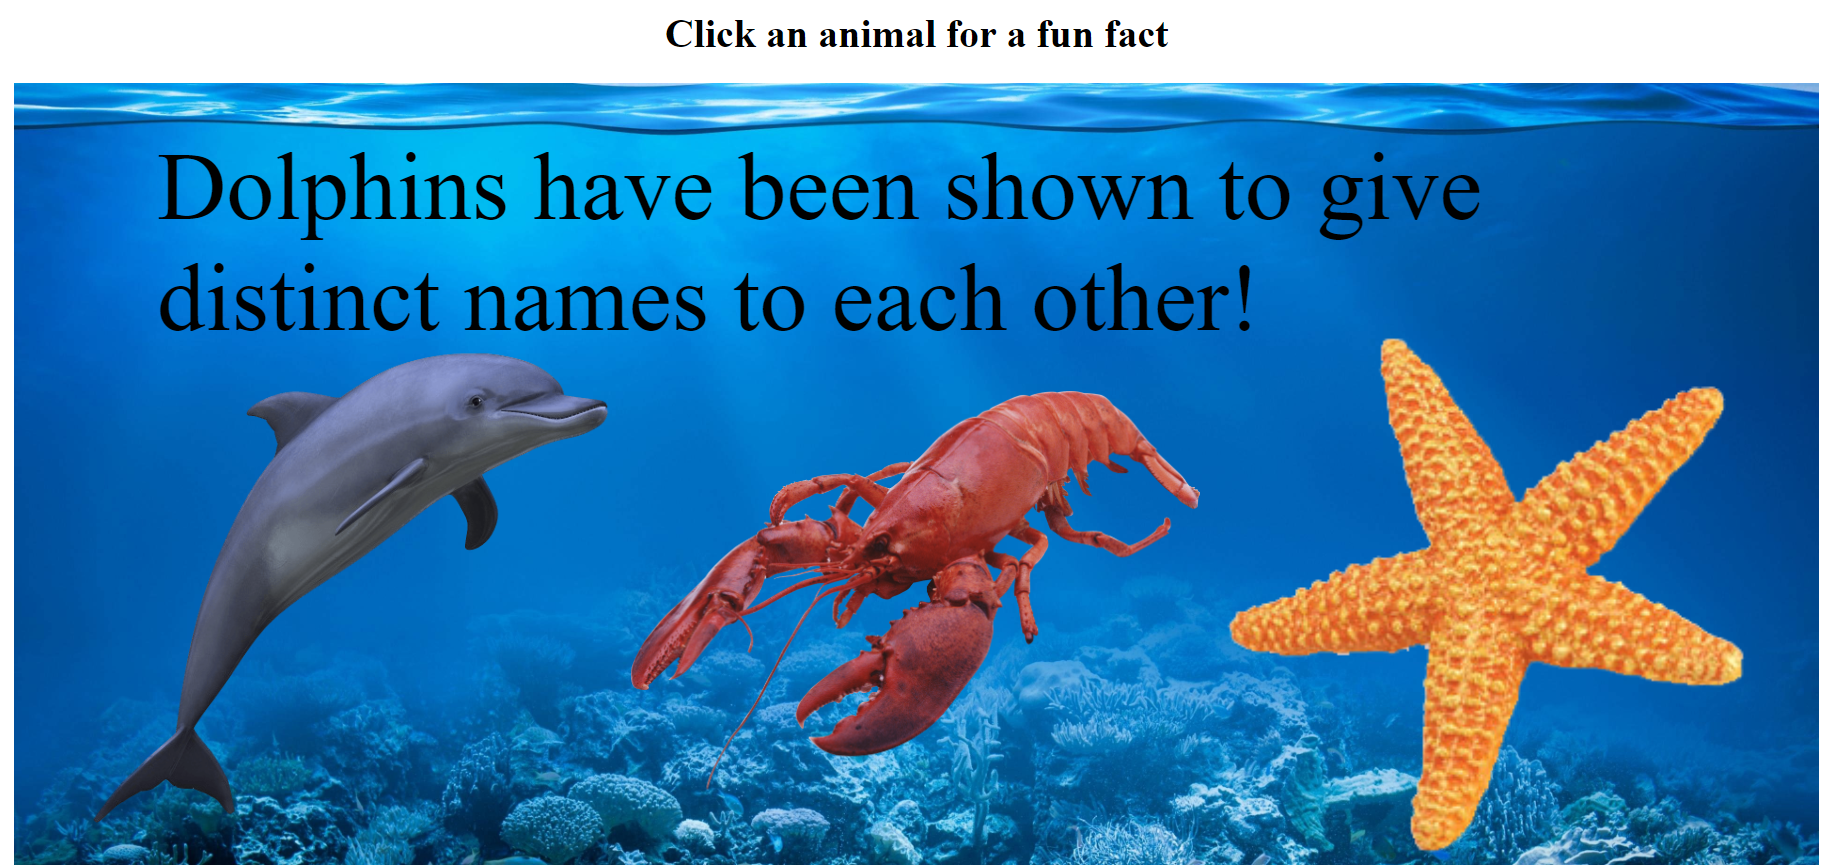 Click an animal for a fun fact
Dolphins have been shown to give
distinct names to each other!